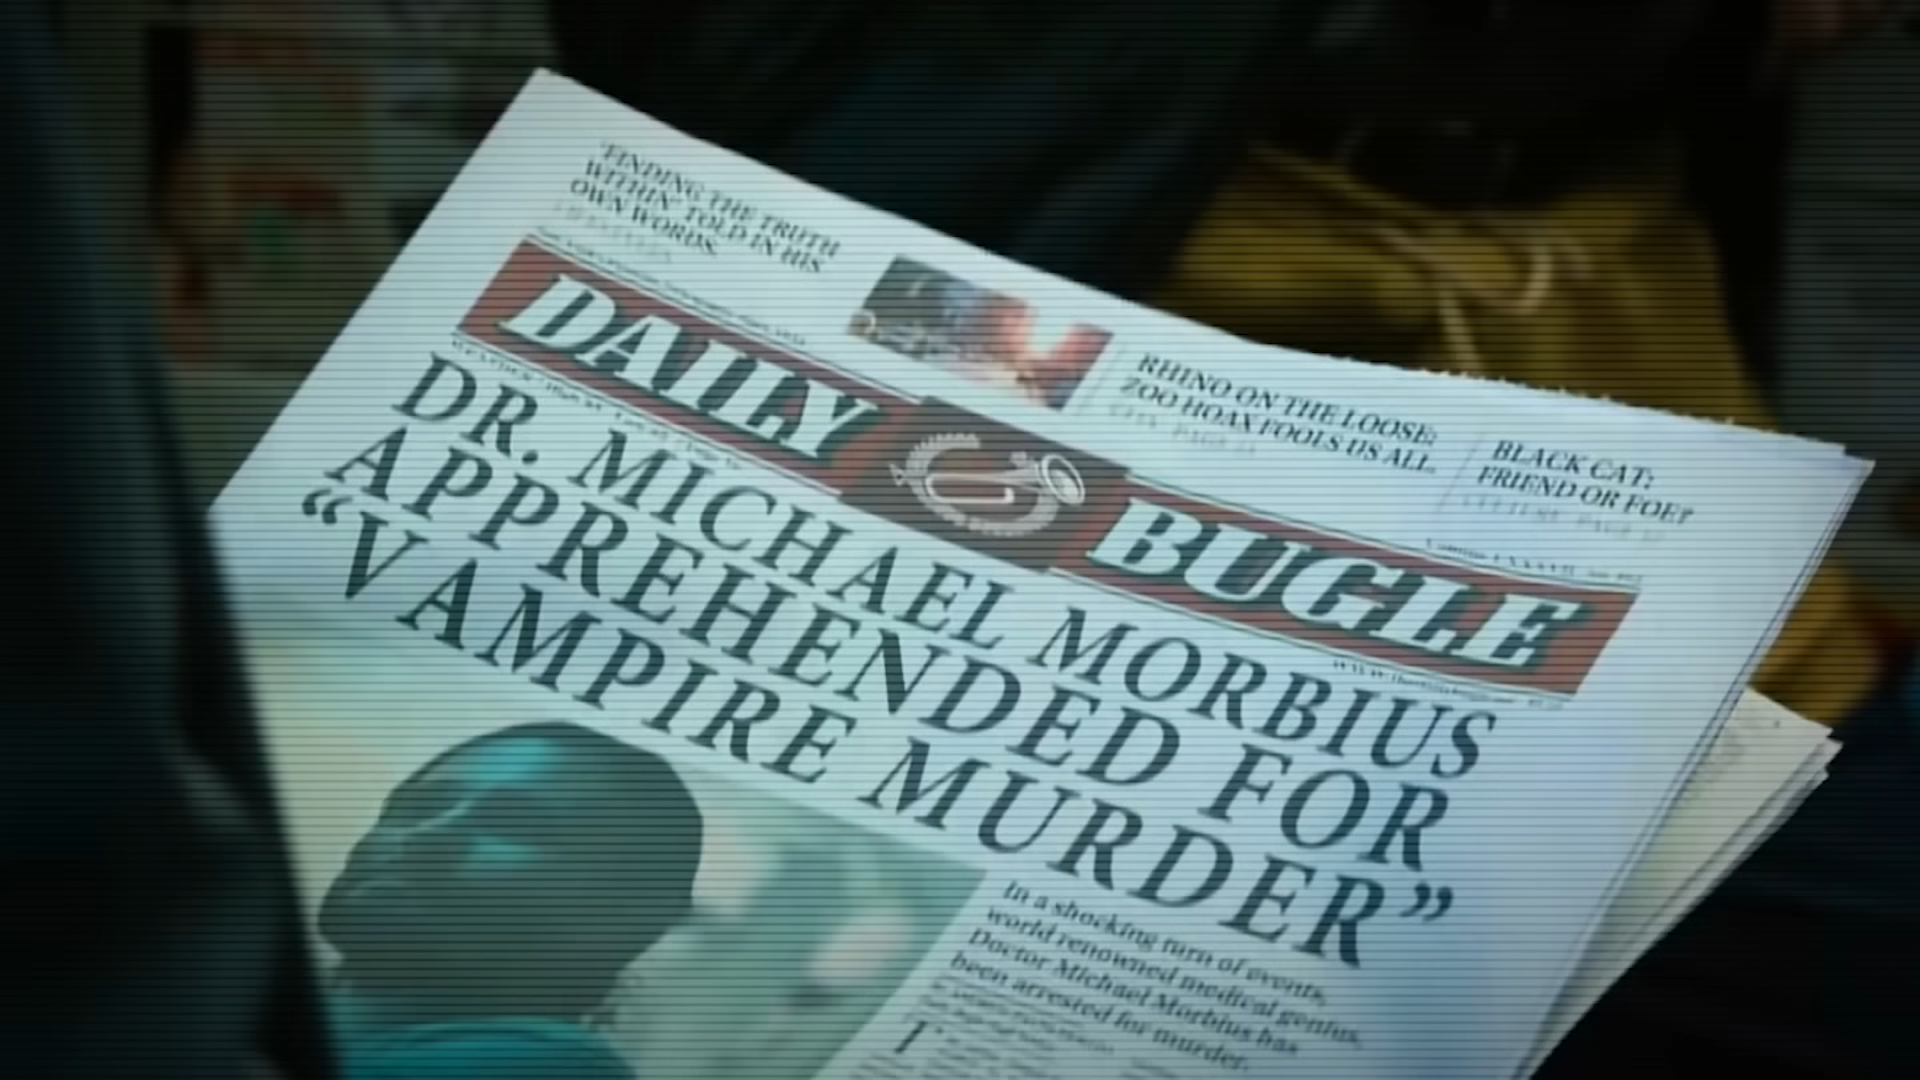 "FINDING THE TRUTH
WITHIN" TOLD IN HIS
OWN WORDS.
RHINO ON THE LOOSE:
ZOO HOAX FOOLS US ALL.
BLACK CAT:
FRIEND OR FOE?
DAILY BUGLE
DR. MICHAEL MORBIUS
APPREHENDED FOR
“VAMPIRE MURDER”
In a shocking turn of events,
world renowned medical genius,
Doctor Michael Morbius has
been arrested for murder.